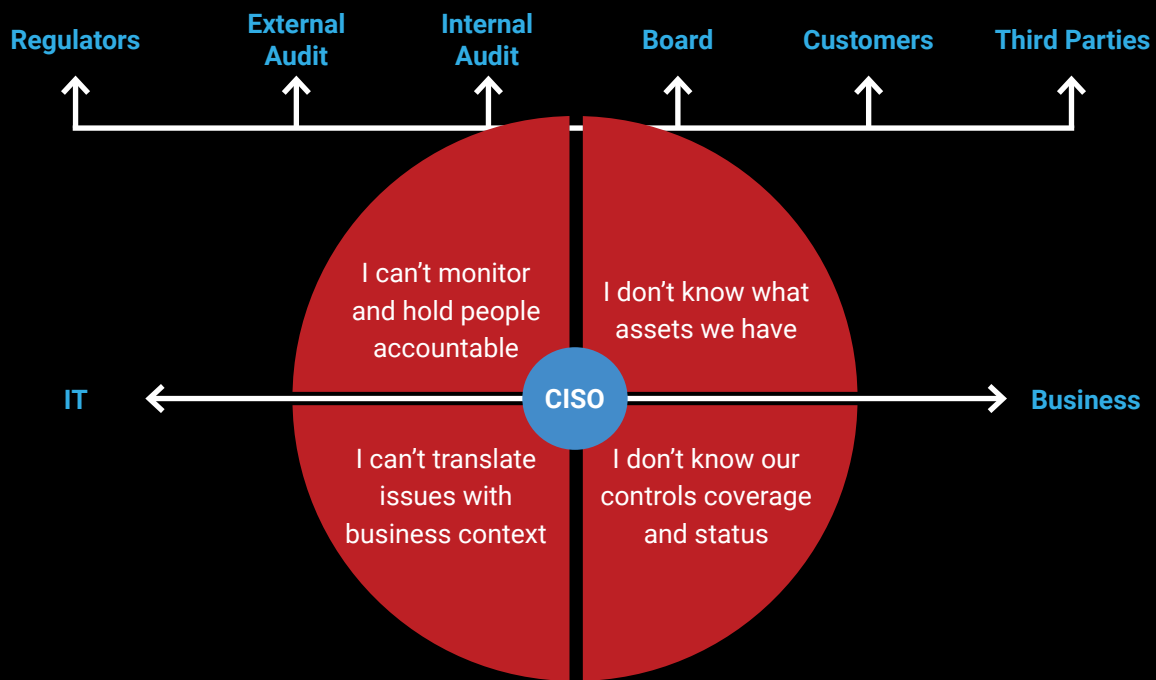 Regulators
External
Audit
Internal
Audit
Board
Customers
Third Parties
I can’t monitor
and hold people
accountable
I don’t know what
assets we have
IT
CISO
Business
I can’t translate
issues with
business context
I don’t know our
controls coverage
and status